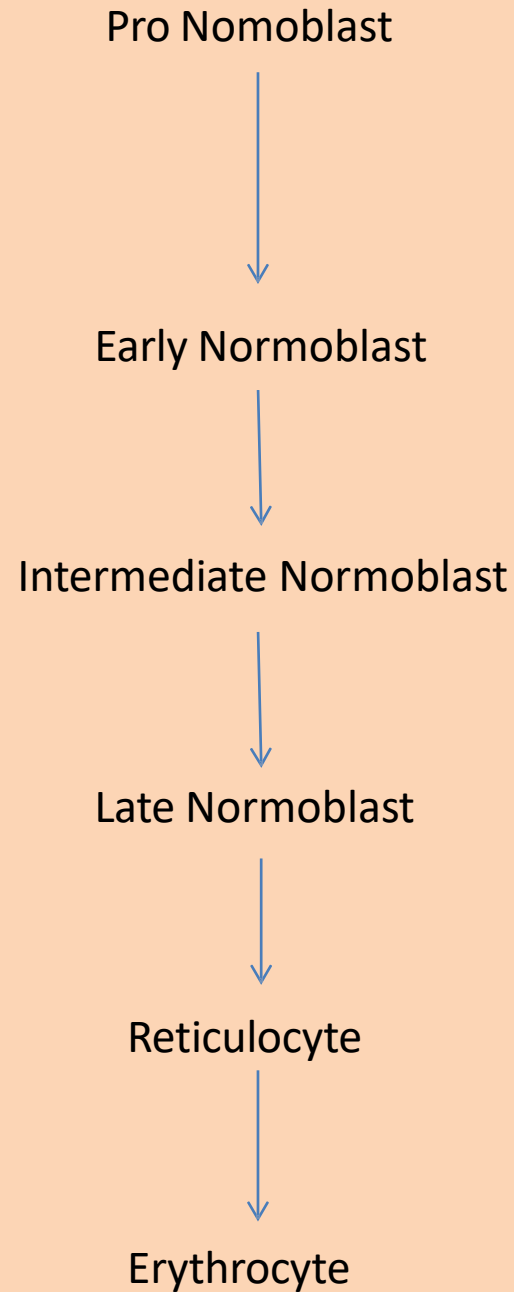 Pro Nomoblast
Early Normoblast
Intermediate Normoblast
Late Normoblast
Reticulocyte
Erythrocyte